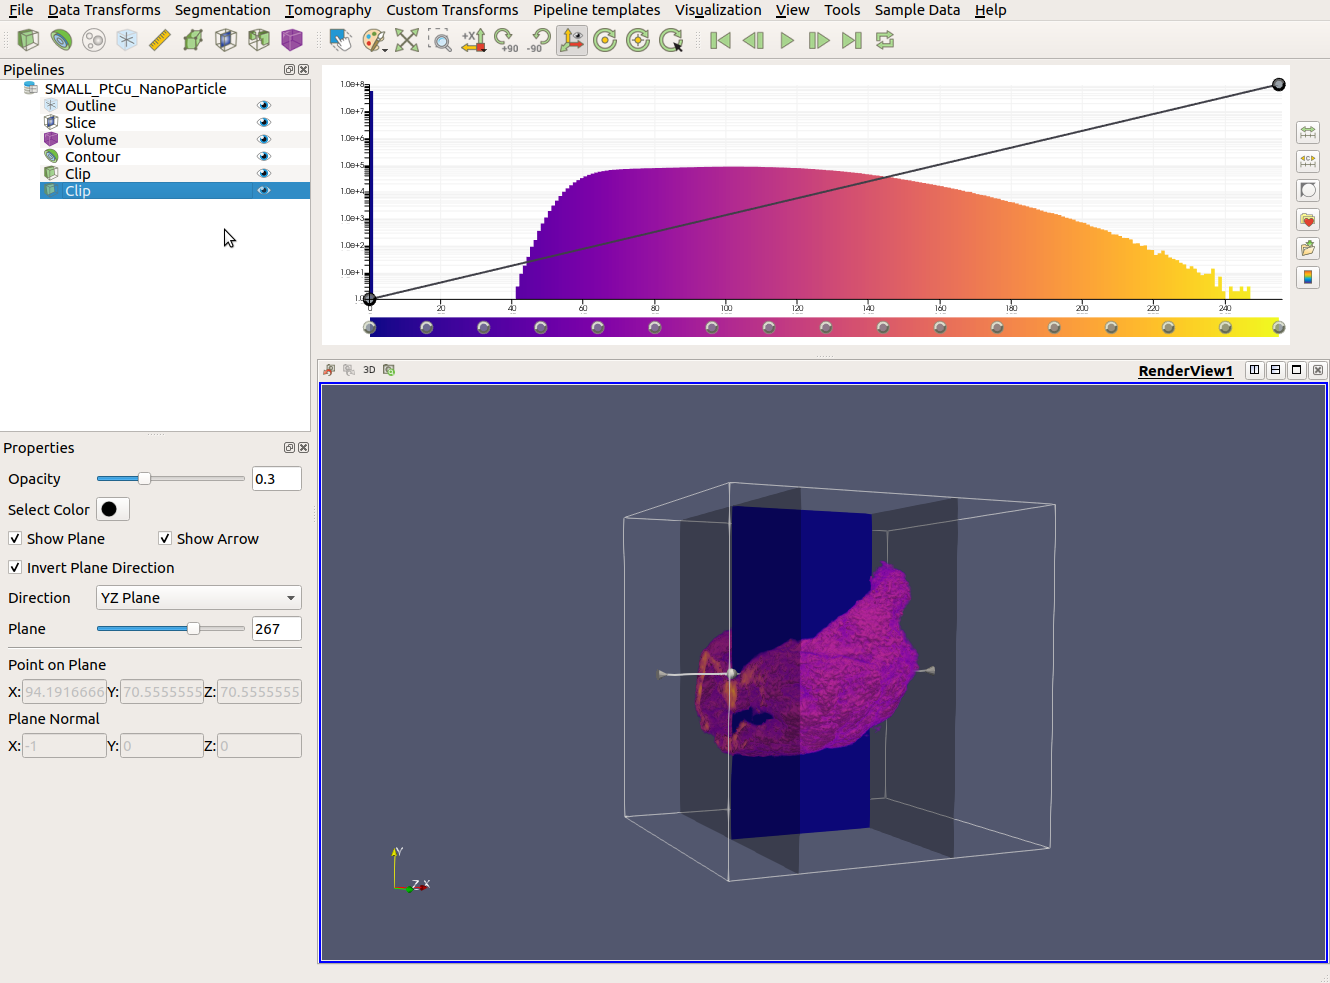 File Data Transforms Segmentation Tomography Custom Transforms Pipeline templates Visualization View Tools Sample Data Help
+X +90 -90
Pipelines
SMALL_PtCu_NanoParticle
Outline
Slice
Volume
Contour
Clip
Clip
1.0e+8
1.0e+7
1.0e+6
1.0e+5
1.0e+4
1.0e+3
1.0e+2
1.0e+1
1.0
0 20 40 60 80 100 120 140 160 180 200 220 240
3D RenderView1
Properties
Opacity 0.3
Select Color
Show Plane Show Arrow
Invert Plane Direction
Direction YZ Plane
Plane 267
Point on Plane
X: 94.1916666 Y: 70.5555555 Z: 70.5555555
Plane Normal
X: -1 Y: 0 Z: 0
Y
Z X